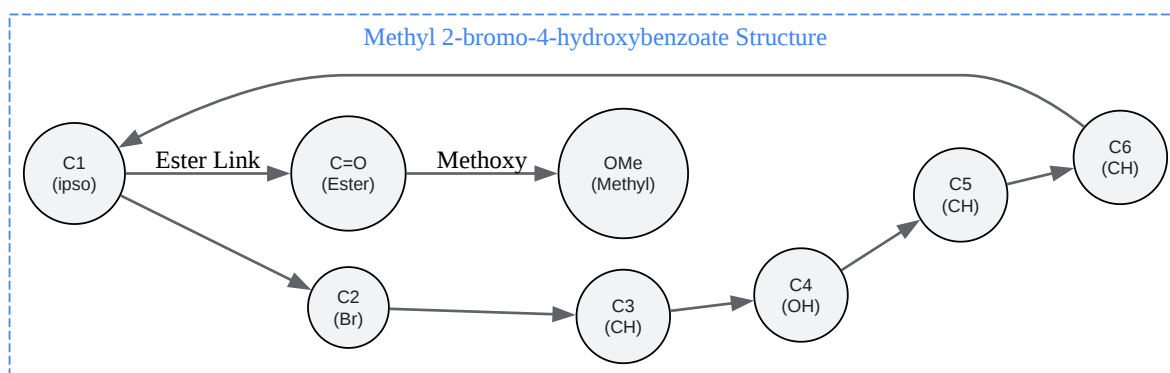 Methyl 2-bromo-4-hydroxybenzoate Structure
C1
(ipso)
Ester Link
C=O
(Ester)
Methoxy
OMe
(Methyl)
C6
(CH)
C5
(CH)
C4
(OH)
C2
(Br)
C3
(CH)